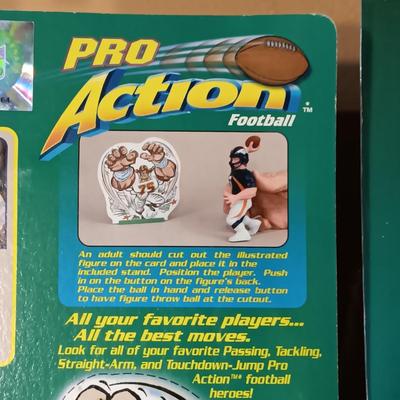 PRO
Action
Football
TM
75
An adult should cut out the illustrated
figure on the card and place it in the
included stand. Position the player. Push
in on the button on the figure's back.
Place the ball in hand and release button
to have figure throw ball at the cutout.
All your favorite players...
All the best moves.
Look for all of your favorite Passing, Tackling,
Straight-Arm, and Touchdown-Jump Pro
Action™ football
heroes!